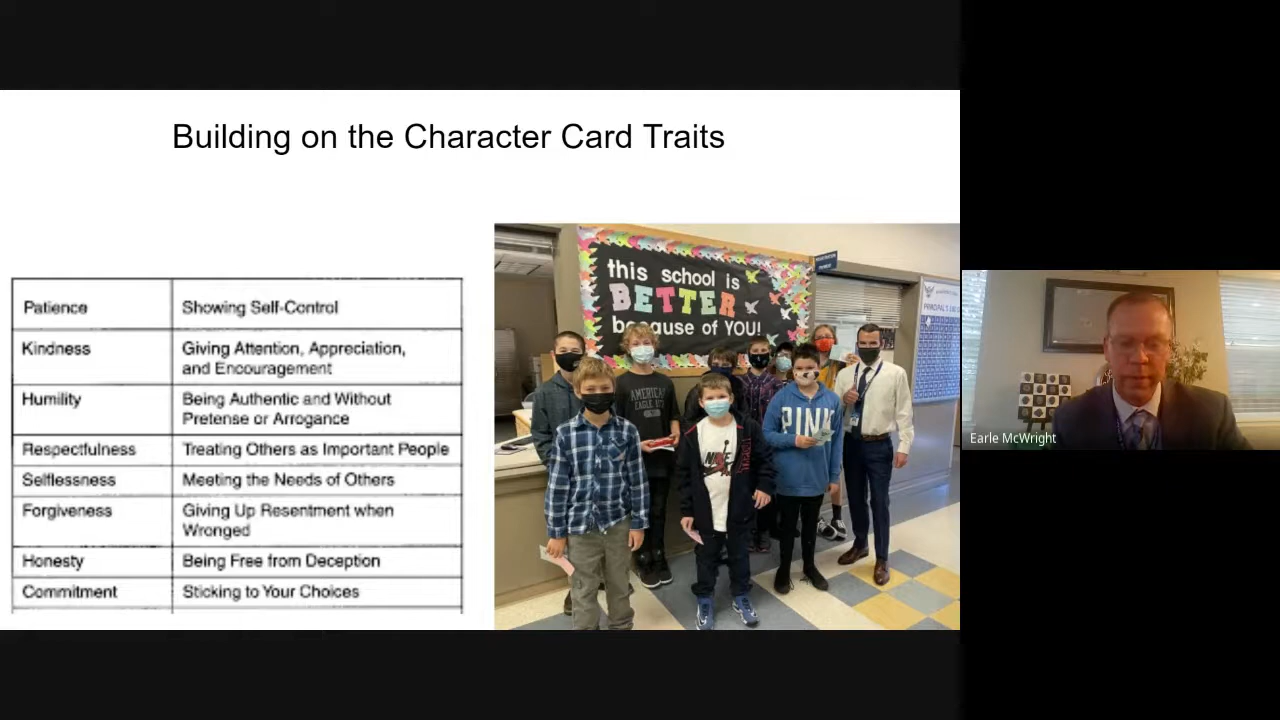 Building on the Character Card Traits
Patience
Showing Self-Control
Kindness
Giving Attention, Appreciation,
and Encouragement
Humility
Being Authentic and Without
Pretense or Arrogance
Respectfulness
Treating Others as Important People
Selflessness
Meeting the Needs of Others
Forgiveness
Giving Up Resentment when
Wronged
Honesty
Being Free from Deception
Commitment
Sticking to Your Choices
this school is
BETTER
because of YOU!
AMERICAN
EAGLE
PINK
NIKE
PRINCIPAL'S
Earle McWright